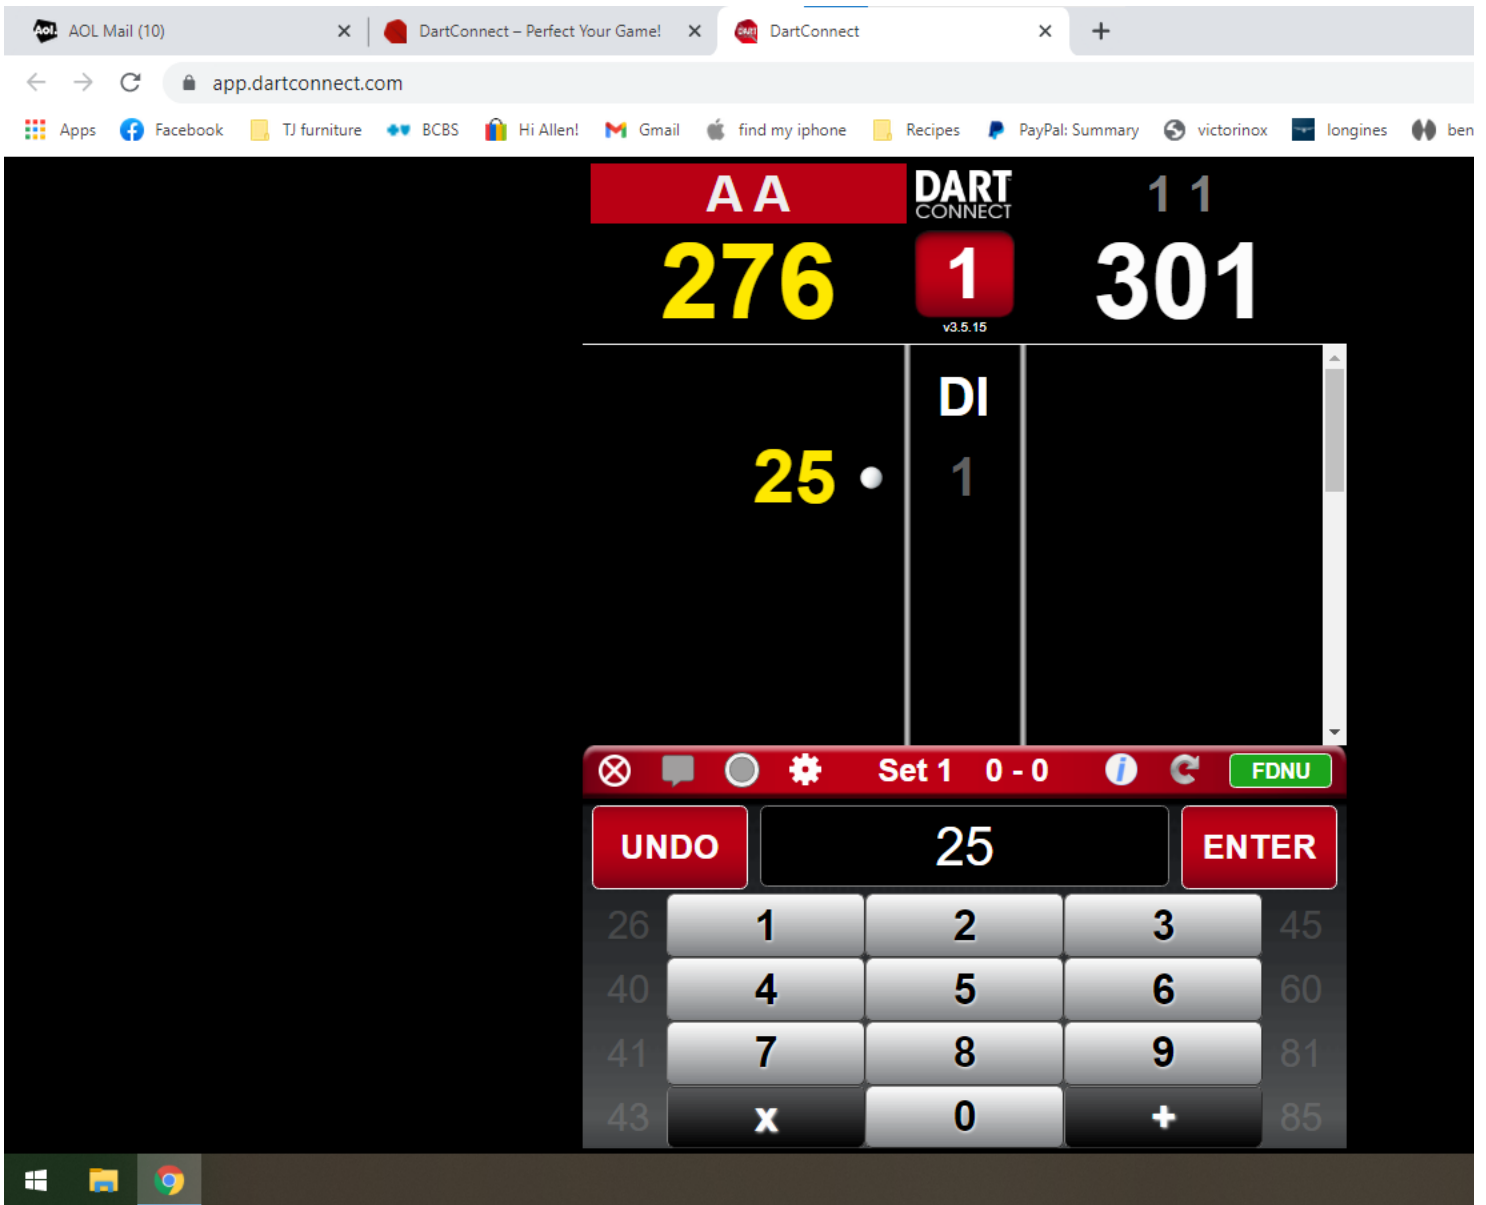 Aol. AOL Mail (10) DartConnect – Perfect Your Game! DART DartConnect
app.dartconnect.com
Apps Facebook TJ furniture BCBS Hi Allen! Gmail find my iphone Recipes PayPal: Summary victorinox longines ben
A A DART CONNECT 1 1
276 1 301
v3.5.15
DI
25 1
Set 1 0 - 0 i FDNU
UNDO 25 ENTER
26 1 2 3 45
40 4 5 6 60
41 7 8 9 81
43 x 0 + 85